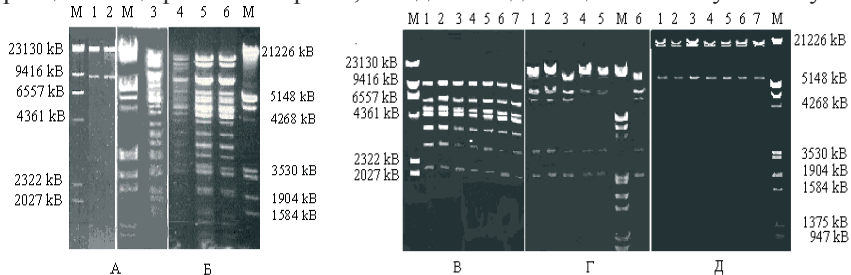 M 1 2 M 3 4 5 6 M
23130 kB
9416 kB
6557 kB
4361 kB
2322 kB
2027 kB
21226 kB
5148 kB
4268 kB
3530 kB
1904 kB
1584 kB
А Б
M 1 2 3 4 5 6 7 1 2 3 4 5 M 6 1 2 3 4 5 6 7 M
23130 kB
9416 kB
6557 kB
4361 kB
2322 kB
2027 kB
21226 kB
5148 kB
4268 kB
3530 kB
1904 kB
1584 kB
1375 kB
947 kB
В Г Д